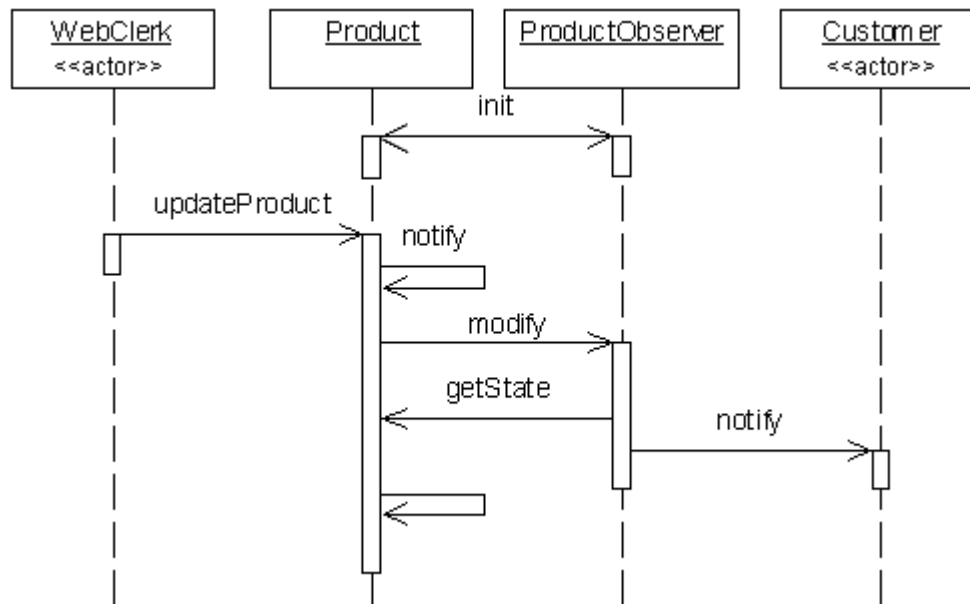 WebClerk
<<actor>>
Product
ProductObserver
Customer
<<actor>>
init
updateProduct
notify
modify
getState
notify